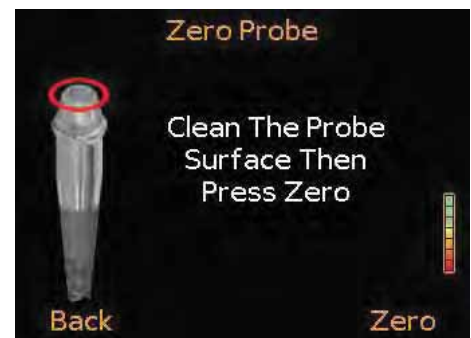 Zero Probe
Clean The Probe
Surface Then
Press Zero
Back
Zero